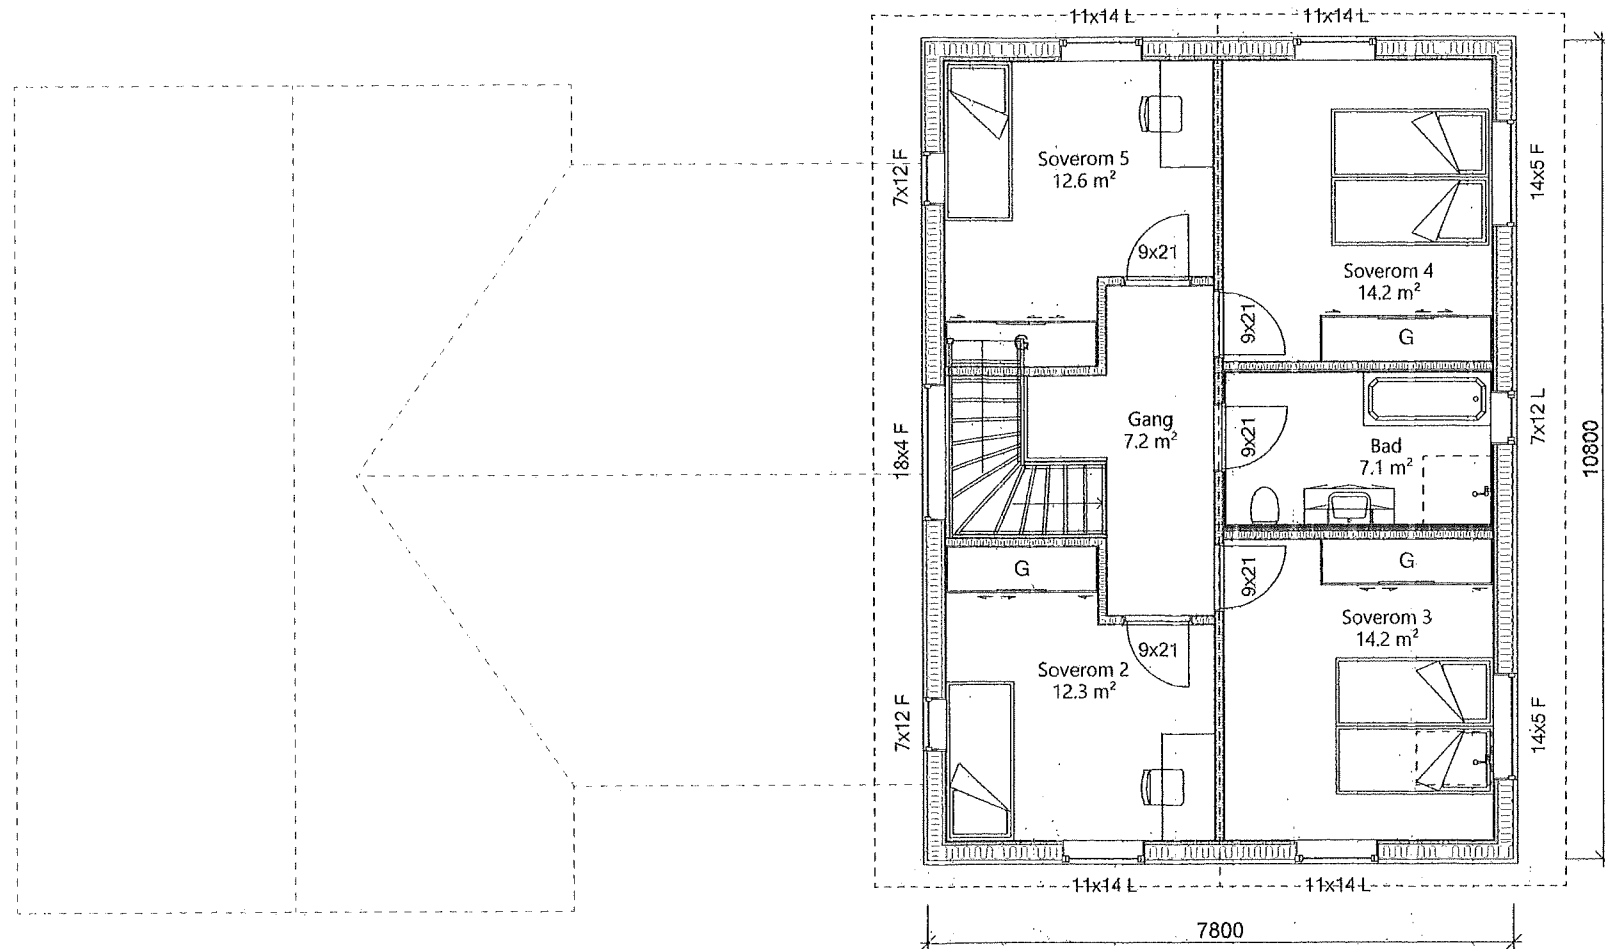 11x14 L
11x14 L
7x12 F
Soverom 5
12.6 m²
14x5 F
9x21
Soverom 4
14.2 m²
9x21
G
18x4 F
Gang
7.2 m²
9x21
Bad
7.1 m²
7x12 L
10800
G
9x21
G
Soverom 3
14.2 m²
9x21
Soverom 2
12.3 m²
7x12 F
14x5 F
11x14 L
11x14 L
7800